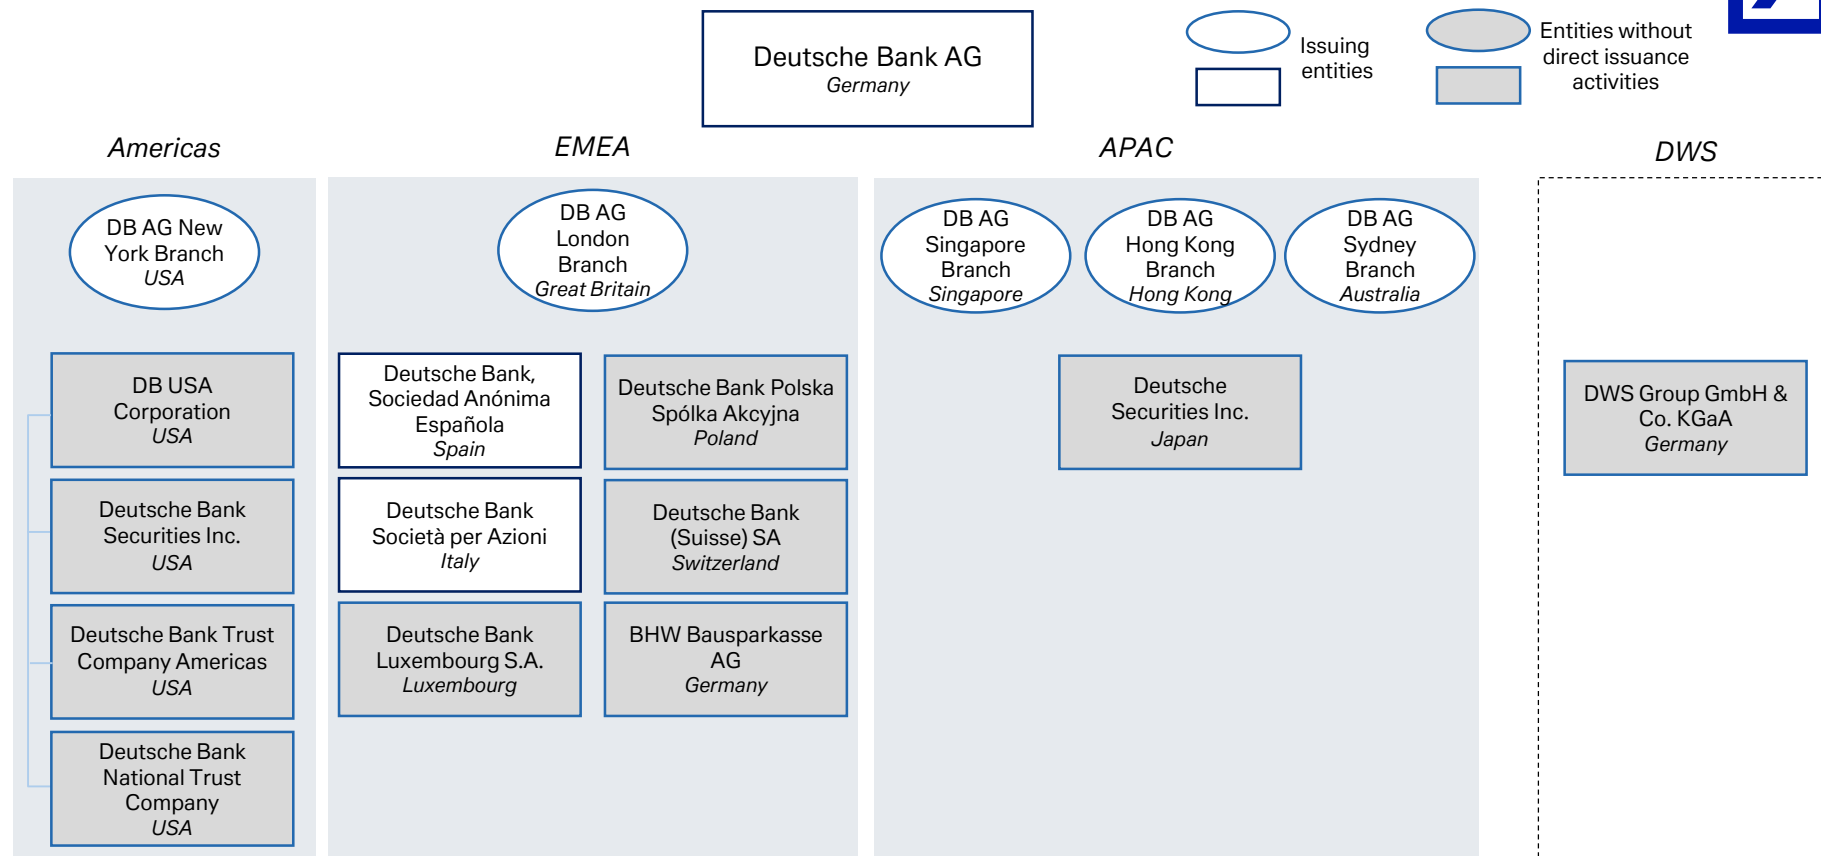 Deutsche Bank AG
Germany
Issuing
entities
Entities without
direct issuance
activities
Americas
EMEA
APAC
DWS
DB AG New
York Branch
USA
DB AG
London
Branch
Great Britain
DB AG
Singapore
Branch
Singapore
DB AG
Hong Kong
Branch
Hong Kong
DB AG
Sydney
Branch
Australia
DB USA
Corporation
USA
Deutsche Bank
Securities Inc.
USA
Deutsche Bank Trust
Company Americas
USA
Deutsche Bank
National Trust
Company
USA
Deutsche Bank,
Sociedad Anónima
Española
Spain
Deutsche Bank
Società per Azioni
Italy
Deutsche Bank
Luxembourg S.A.
Luxembourg
Deutsche Bank Polska
Spólka Akcyjna
Poland
Deutsche Bank
(Suisse) SA
Switzerland
BHW Bausparkasse
AG
Germany
Deutsche
Securities Inc.
Japan
DWS Group GmbH &
Co. KGaA
Germany